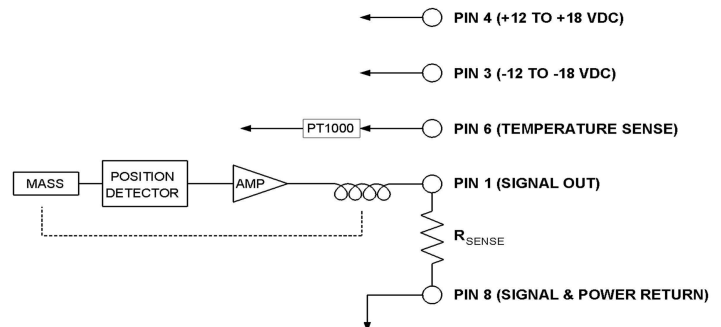 PIN 4 (+12 TO +18 VDC)
PIN 3 (-12 TO -18 VDC)
PT1000
PIN 6 (TEMPERATURE SENSE)
MASS
POSITION
DETECTOR
AMP
PIN 1 (SIGNAL OUT)
RSENSE
PIN 8 (SIGNAL & POWER RETURN)